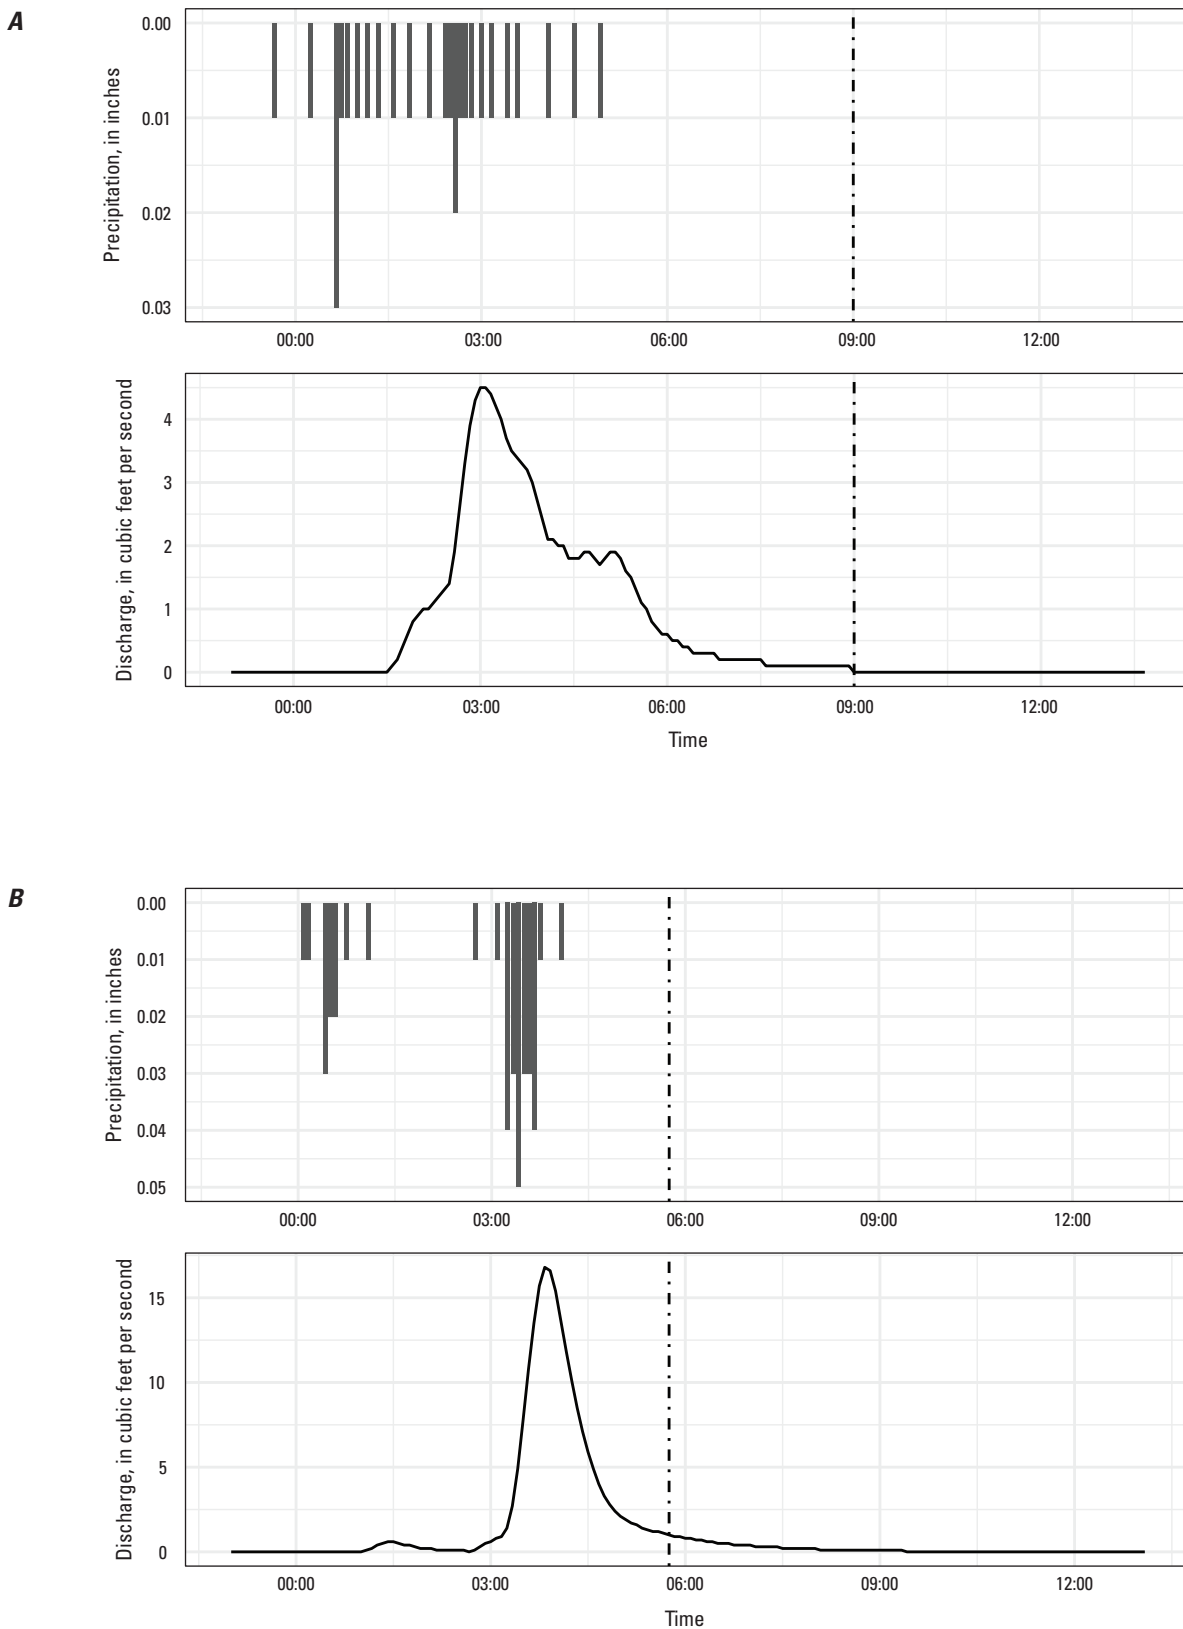 A
Precipitation, in inches
0.00
0.01
0.02
0.03
00:00 03:00 06:00 09:00 12:00
Discharge, in cubic feet per second
4
3
2
1
0
00:00 03:00 06:00 09:00 12:00
Time
B
Precipitation, in inches
0.00
0.01
0.02
0.03
0.04
0.05
00:00 03:00 06:00 09:00 12:00
Discharge, in cubic feet per second
15
10
5
0
00:00 03:00 06:00 09:00 12:00
Time